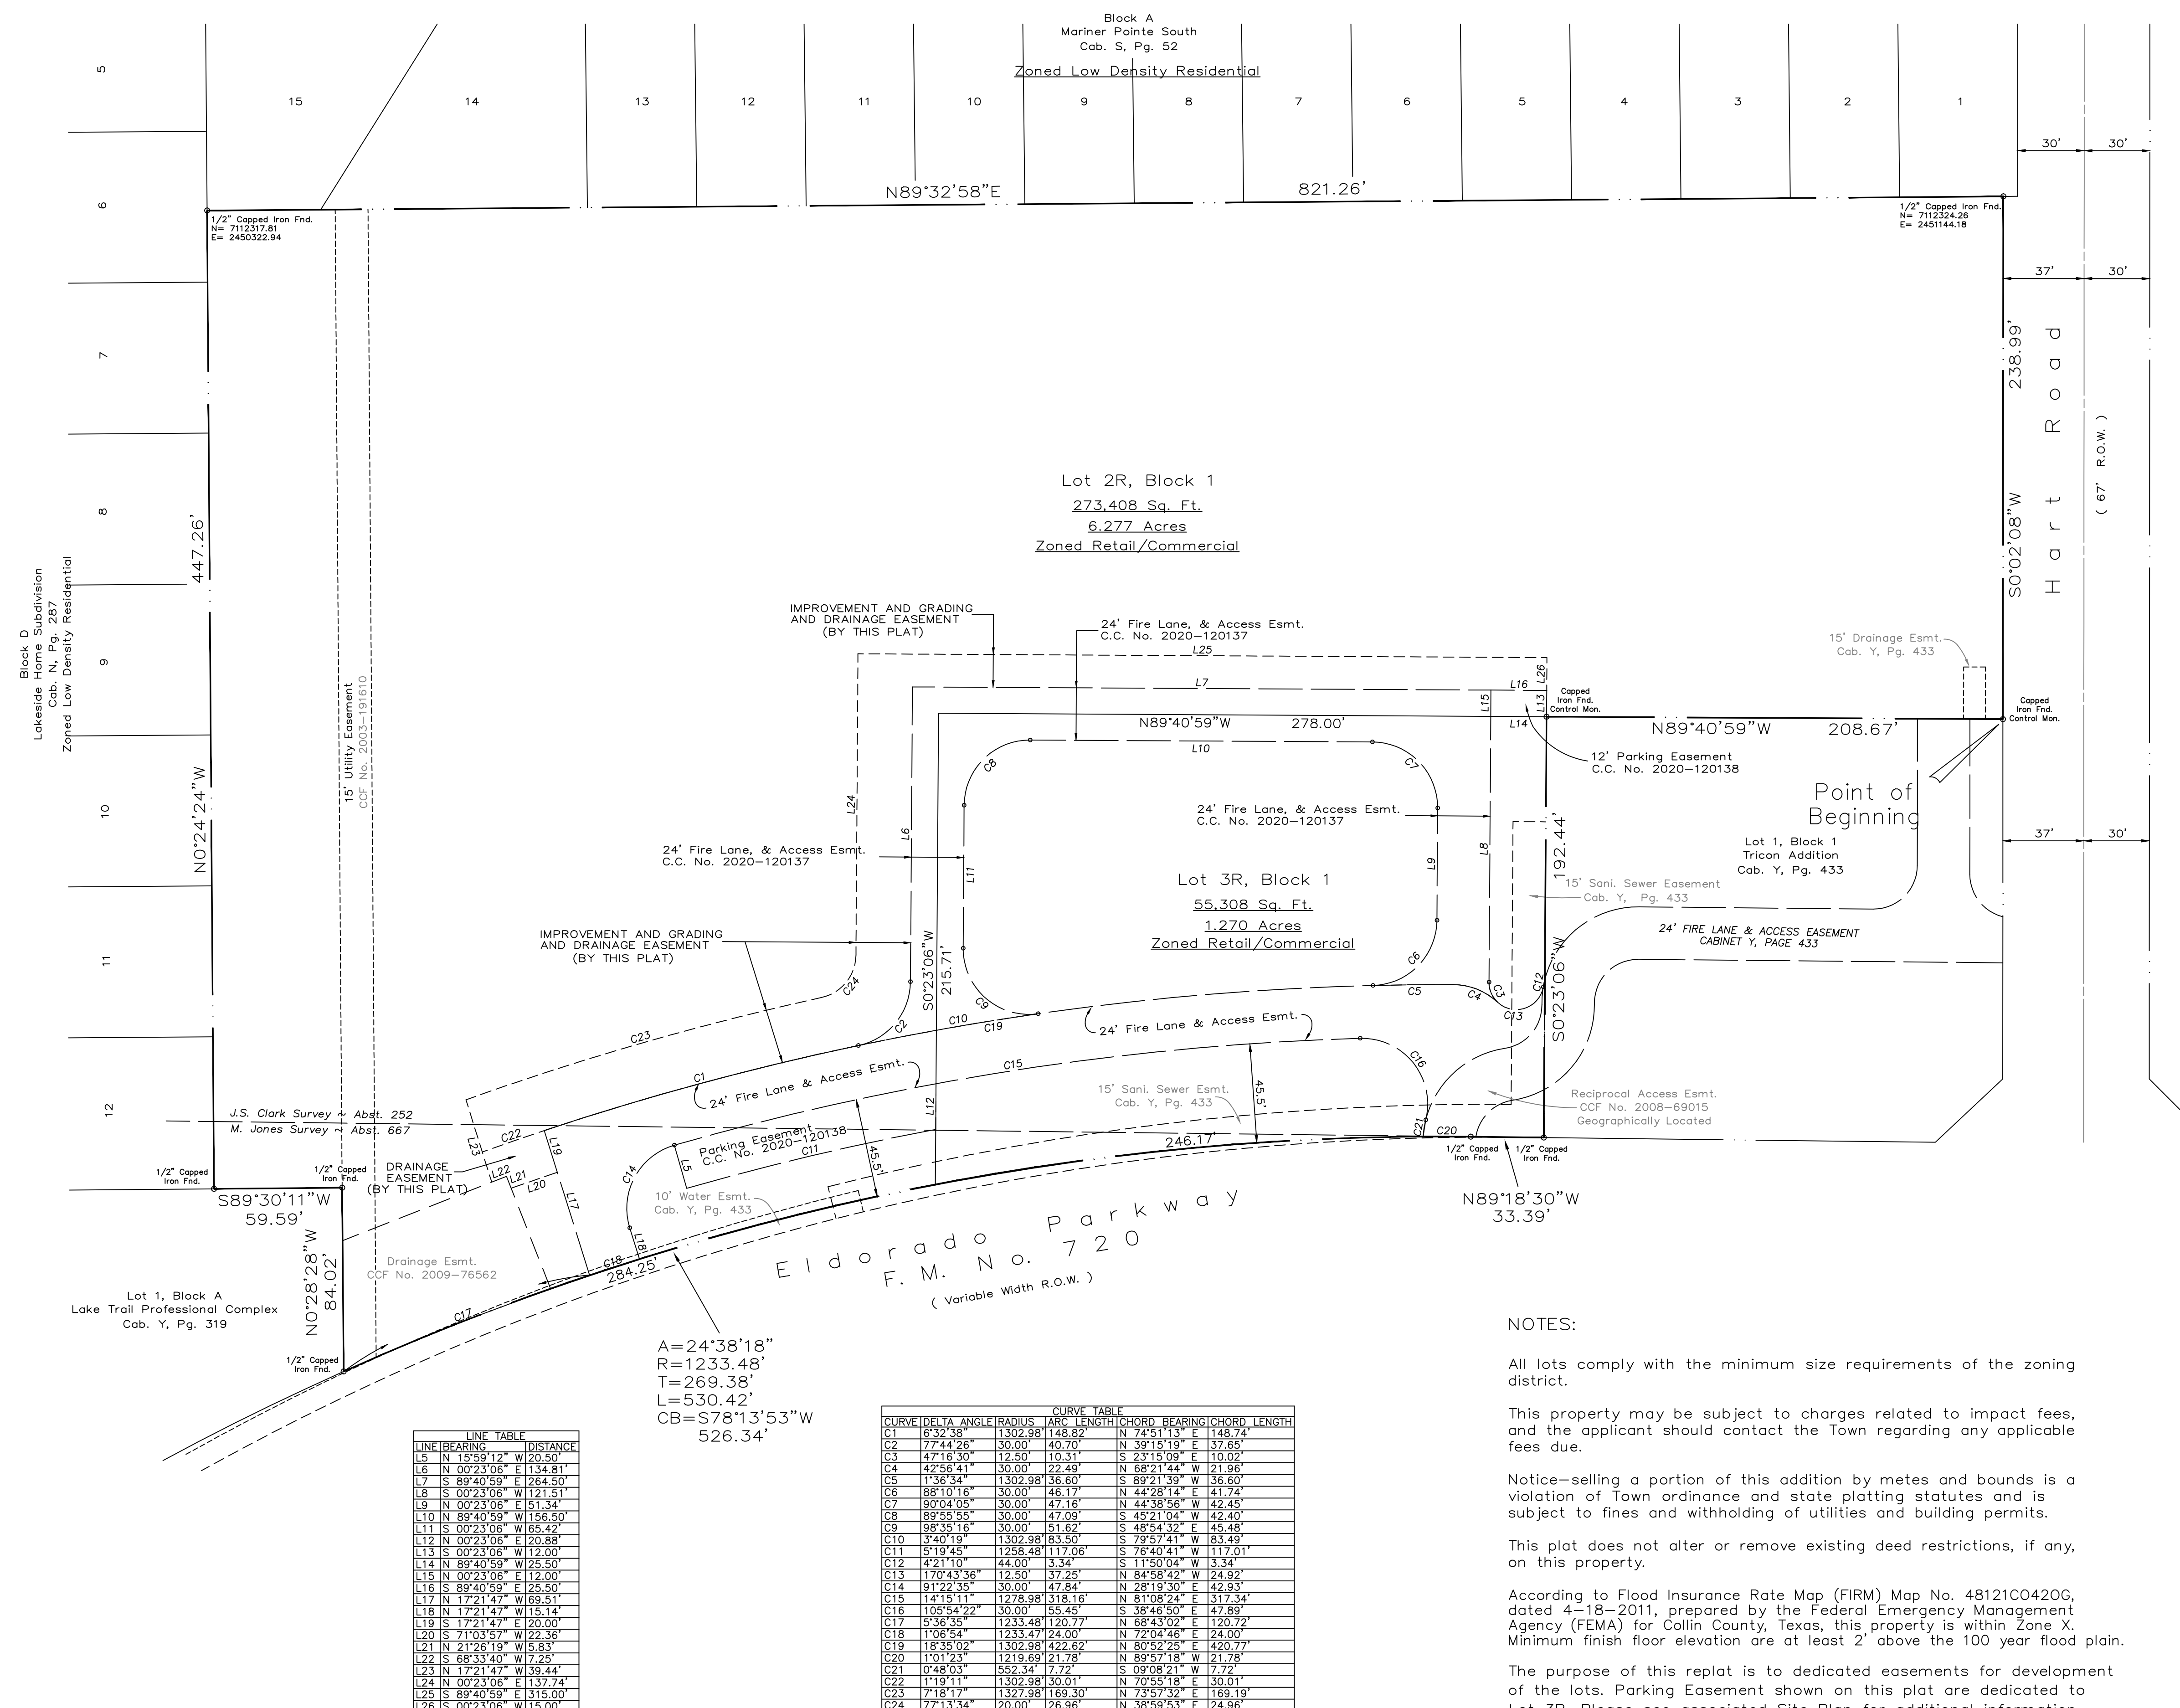 Block A
Mariner Pointe South
Cab. S, Pg. 52
Zoned Low Density Residential
5
15
14
13
12
11
10
9
8
7
6
5
4
3
2
1
30'
30'
N89°32'58"E
821.26'
6
1/2" Capped Iron Fnd.
N= 7112317.81
E= 2450322.94
1/2" Capped Iron Fnd.
N= 7112324.26
E= 2451144.18
37'
30'
7
238.99'
Hart Road
( 67' R.O.W. )
S0°02'08"W
8
447.26'
Lot 2R, Block 1
273,408 Sq. Ft.
6.277 Acres
Zoned Retail/Commercial
Block D
Lakeside Home Subdivision
Cab. N, Pg. 287
Zoned Low Density Residential
9
IMPROVEMENT AND GRADING
AND DRAINAGE EASEMENT
(BY THIS PLAT)
24' Fire Lane, & Access Esmt.
C.C. No. 2020-120137
15' Drainage Esmt.
Cab. Y, Pg. 433
L25
L26
L7
L16
L15
L13
L14
15' Utility Easement
CCF No. 2003-191610
Capped
Iron Fnd.
Control Mon.
Capped
Iron Fnd.
Control Mon.
N89°40'59"W 278.00'
N89°40'59"W 208.67'
L10
C8
C7
12' Parking Easement
C.C. No. 2020-120138
Point of
Beginning
10
N0°24'24"W
L24
L6
24' Fire Lane, & Access Esmt.
C.C. No. 2020-120137
192.44'
37'
30'
Lot 1, Block 1
Tricon Addition
Cab. Y, Pg. 433
24' Fire Lane, & Access Esmt.
C.C. No. 2020-120137
L11
L8
L9
Lot 3R, Block 1
55,308 Sq. Ft.
1.270 Acres
Zoned Retail/Commercial
15' Sani. Sewer Easement
Cab. Y, Pg. 433
24' FIRE LANE & ACCESS EASEMENT
CABINET Y, PAGE 433
11
IMPROVEMENT AND GRADING
AND DRAINAGE EASEMENT
(BY THIS PLAT)
S0°23'06"W
215.71'
S0°23'06"W
C24
C6
C5
C4
C3
C12
C13
C9
C2
C10
C19
C23
24' Fire Lane & Access Esmt.
C1
24' Fire Lane & Access Esmt.
C15
C16
12
15' Sani. Sewer Esmt.
Cab. Y, Pg. 433
45.5'
Reciprocal Access Esmt.
CCF No. 2008-69015
Geographically Located
J.S. Clark Survey ~ Abst. 252
M. Jones Survey ~ Abst. 667
L12
C22
L23
L19
Parking Easement
C.C. No. 2020-120138
C11
45.5'
246.17'
C21
C20
1/2" Capped
Iron Fnd.
1/2" Capped
Iron Fnd.
1/2" Capped
Iron Fnd.
1/2" Capped
Iron Fnd.
DRAINAGE
EASEMENT
(BY THIS PLAT)
L22
L21
L20
C14
L5
S89°30'11"W
59.59'
L17
10' Water Esmt.
Cab. Y, Pg. 433
N89°18'30"W
33.39'
Eldorado Parkway
F. M. No. 720
( Variable Width R.O.W. )
N0°28'28"W
84.02'
Drainage Esmt.
CCF No. 2009-76562
L18
C18
284.25'
C17
Lot 1, Block A
Lake Trail Professional Complex
Cab. Y, Pg. 319
1/2" Capped
Iron Fnd.
A=24°38'18"
R=1233.48'
T=269.38'
L=530.42'
CB=S78°13'53"W
526.34'
LINE TABLE
LINE BEARING DISTANCE
L5 N 15°59'12" W 20.50'
L6 N 00°23'06" E 134.81'
L7 S 89°40'59" E 264.50'
L8 S 00°23'06" W 121.51'
L9 N 00°23'06" E 51.34'
L10 N 89°40'59" W 156.50'
L11 S 00°23'06" W 65.42'
L12 N 00°23'06" E 20.88'
L13 S 00°23'06" W 12.00'
L14 N 89°40'59" W 25.50'
L15 N 00°23'06" E 12.00'
L16 S 89°40'59" E 25.50'
L17 N 17°21'47" W 69.51'
L18 N 17°21'47" W 15.14'
L19 S 17°21'47" E 20.00'
L20 S 71°03'57" W 22.36'
L21 N 21°26'19" W 5.83'
L22 S 68°33'40" W 7.25'
L23 N 17°21'47" W 39.44'
L24 N 00°23'06" E 137.74'
L25 S 89°40'59" E 315.00'
L26 S 00°23'06" W 15.00'
CURVE TABLE
CURVE DELTA ANGLE RADIUS ARC LENGTH CHORD BEARING CHORD LENGTH
C1 6°32'38" 1302.98' 148.82' N 74°51'13" E 148.74'
C2 77°44'26" 30.00' 40.70' N 39°15'19" E 37.65'
C3 47°16'30" 12.50' 10.31' S 23°15'09" E 10.02'
C4 42°56'41" 30.00' 22.49' N 68°21'44" W 21.96'
C5 1°36'34" 1302.98' 36.60' S 89°21'39" W 36.60'
C6 88°10'16" 30.00' 46.17' N 44°28'14" E 41.74'
C7 90°04'05" 30.00' 47.16' N 44°38'56" W 42.45'
C8 89°55'55" 30.00' 47.09' S 45°21'04" W 42.40'
C9 98°35'16" 30.00' 51.62' S 48°54'32" E 45.48'
C10 3°40'19" 1302.98' 83.50' S 79°57'41" W 83.49'
C11 5°19'45" 1258.48' 117.06' S 76°40'41" W 117.01'
C12 4°21'10" 44.00' 3.34' S 11°50'04" W 3.34'
C13 170°43'36" 12.50' 37.25' N 84°58'42" W 24.92'
C14 91°22'35" 30.00' 47.84' N 28°19'30" E 42.93'
C15 14°15'11" 1278.98' 318.16' N 81°08'24" E 317.34'
C16 105°54'22" 30.00' 55.45' S 38°46'50" E 47.89'
C17 5°36'35" 1233.48' 120.77' N 68°43'02" E 120.72'
C18 1°06'54" 1233.47' 24.00' N 72°04'46" E 24.00'
C19 18°35'02" 1302.98' 422.62' N 80°52'25" E 420.77'
C20 1°01'23" 1219.69' 21.78' N 89°57'18" W 21.78'
C21 0°48'03" 552.34' 7.72' S 09°08'21" W 7.72'
C22 1°19'11" 1302.98' 30.01' N 70°55'18" E 30.01'
C23 7°18'17" 1327.98' 169.30' N 73°57'32" E 169.19'
C24 77°13'34" 20.00' 26.96' N 38°59'53" E 24.96'
NOTES:
All lots comply with the minimum size requirements of the zoning
district.
This property may be subject to charges related to impact fees,
and the applicant should contact the Town regarding any applicable
fees due.
Notice-selling a portion of this addition by metes and bounds is a
violation of Town ordinance and state platting statutes and is
subject to fines and withholding of utilities and building permits.
This plat does not alter or remove existing deed restrictions, if any,
on this property.
According to Flood Insurance Rate Map (FIRM) Map No. 48121C0420G,
dated 4-18-2011, prepared by the Federal Emergency Management
Agency (FEMA) for Collin County, Texas, this property is within Zone X.
Minimum finish floor elevation are at least 2' above the 100 year flood plain.
The purpose of this replat is to dedicated easements for development
of the lots. Parking Easement shown on this plat are dedicated to
Lot 3R. Please see associated Site Plan for additional information